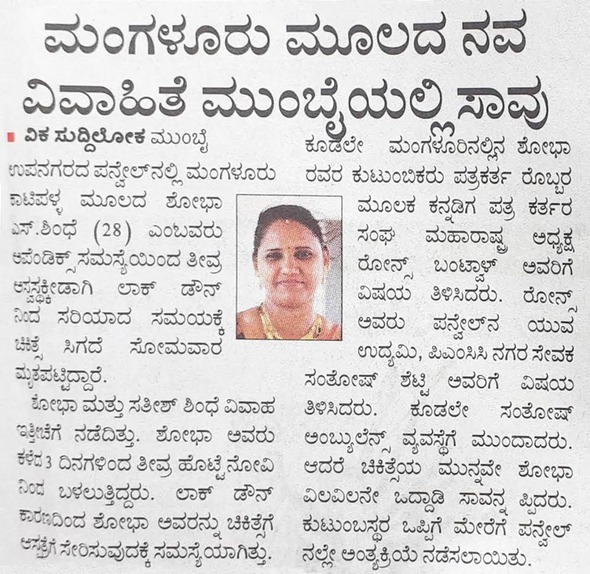 ಮಂಗಳೂರು ಮೂಲದ ನವ
ವಿವಾಹಿತೆ ಮುಂಬೈಯಲ್ಲಿ ಸಾವು
ವಿಕ ಸುದ್ದಿಲೋಕ ಮುಂಬೈ
ಉಪನಗರದ ಪನ್ವೇಲ್‌ನಲ್ಲಿ ಮಂಗಳೂರು
ಕಾಟಿಪಳ್ಳ ಮೂಲದ ಶೋಭಾ
ಎಸ್.ಶಿಂಧೆ (28) ಎಂಬವರು
ಅಪೆಂಡಿಕ್ಸ್ ಸಮಸ್ಯೆಯಿಂದ ತೀವ್ರ
ಅಸ್ವಸ್ಥಕ್ಕೀಡಾಗಿ ಲಾಕ್ ಡೌನ್
ನಿಂದ ಸರಿಯಾದ ಸಮಯಕ್ಕೆ
ಚಿಕಿತ್ಸೆ ಸಿಗದೆ ಸೋಮವಾರ
ಮೃತಪಟ್ಟಿದ್ದಾರೆ.
ಶೋಭಾ ಮತ್ತು ಸತೀಶ್ ಶಿಂಧೆ ವಿವಾಹ
ಇತ್ತೀಚೆಗೆ ನಡೆದಿತ್ತು. ಶೋಭಾ ಅವರು
ಕಳೆದ 3 ದಿನಗಳಿಂದ ತೀವ್ರ ಹೊಟ್ಟೆ ನೋವಿ
ನಿಂದ ಬಳಲುತ್ತಿದ್ದರು. ಲಾಕ್ ಡೌನ್
ಕಾರಣದಿಂದ ಶೋಭಾ ಅವರನ್ನು ಚಿಕಿತ್ಸೆಗೆ
ಆಸ್ಪತ್ರೆಗೆ ಸೇರಿಸುವುದಕ್ಕೆ ಸಮಸ್ಯೆಯಾಗಿತ್ತು.
ಕೂಡಲೇ ಮಂಗಳೂರಿನಲ್ಲಿನ ಶೋಭಾ
ರವರ ಕುಟುಂಬಿಕರು ಪತ್ರಕರ್ತ ರೊಬ್ಬರ
ಮೂಲಕ ಕನ್ನಡಿಗ ಪತ್ರ ಕರ್ತರ
ಸಂಘ ಮಹಾರಾಷ್ಟ್ರ ಅಧ್ಯಕ್ಷ
ರೋನ್ಸ್ ಬಂಟ್ವಾಳ್ ಅವರಿಗೆ
ವಿಷಯ ತಿಳಿಸಿದರು. ರೋನ್ಸ್
ಅವರು ಪನ್ವೇಲ್‌ನ ಯುವ
ಉದ್ಯಮಿ, ಪಿಎಂಸಿಸಿ ನಗರ ಸೇವಕ
ಸಂತೋಷ್ ಶೆಟ್ಟಿ ಅವರಿಗೆ ವಿಷಯ
ತಿಳಿಸಿದರು. ಕೂಡಲೇ ಸಂತೋಷ್
ಅಂಬ್ಯುಲೆನ್ಸ್ ವ್ಯವಸ್ಥೆಗೆ ಮುಂದಾದರು.
ಆದರೆ ಚಿಕಿತ್ಸೆಯ ಮುನ್ನವೇ ಶೋಭಾ
ವಿಲವಿಲನೇ ಒದ್ದಾಡಿ ಸಾವನ್ನ ಪ್ಪಿದರು.
ಕುಟುಂಬಸ್ಥರ ಒಪ್ಪಿಗೆ ಮೇರೆಗೆ ಪನ್ವೇಲ್
ನಲ್ಲೇ ಅಂತ್ಯಕ್ರಿಯೆ ನಡೆಸಲಾಯಿತು.